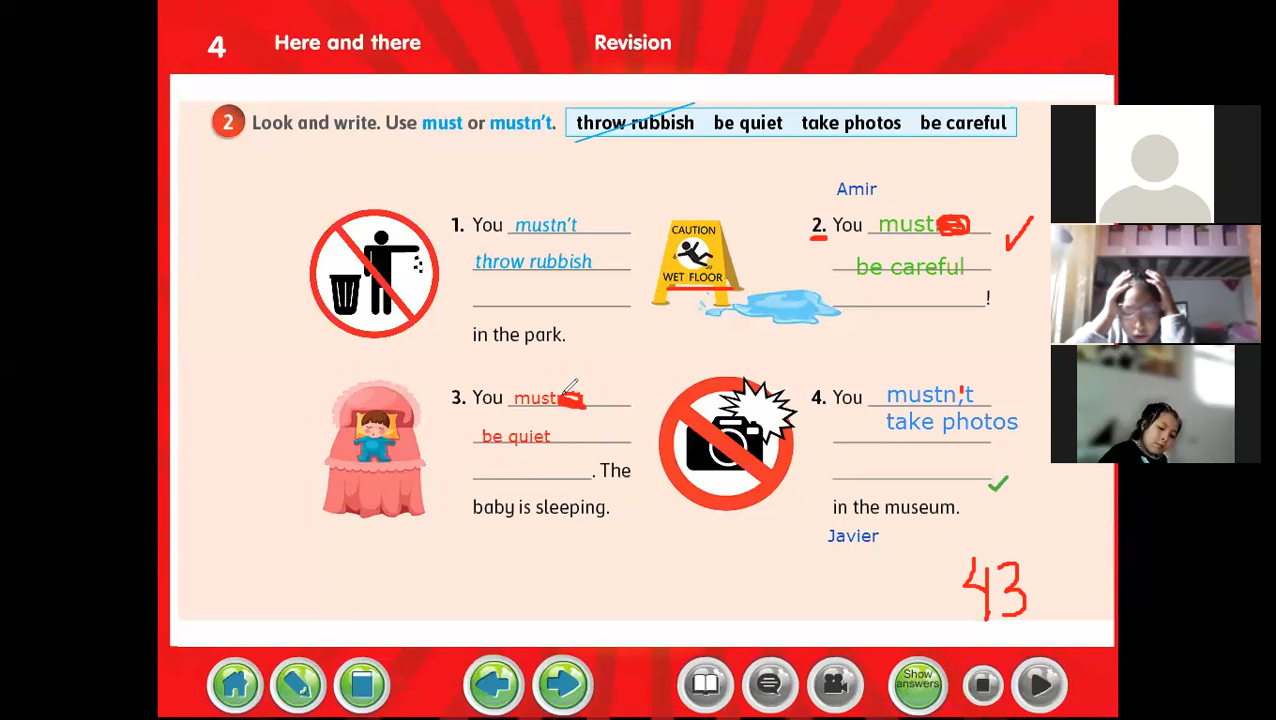 4 Here and there Revision
2 Look and write. Use must or mustn't. throw rubbish be quiet take photos be careful
Amir
1. You mustn't
throw rubbish
in the park.
CAUTION
WET FLOOR
2. You must
be careful
!
3. You must
be quiet
. The
baby is sleeping.
4. You mustn,'t
take photos
in the museum.
Javier
43
Show
answers